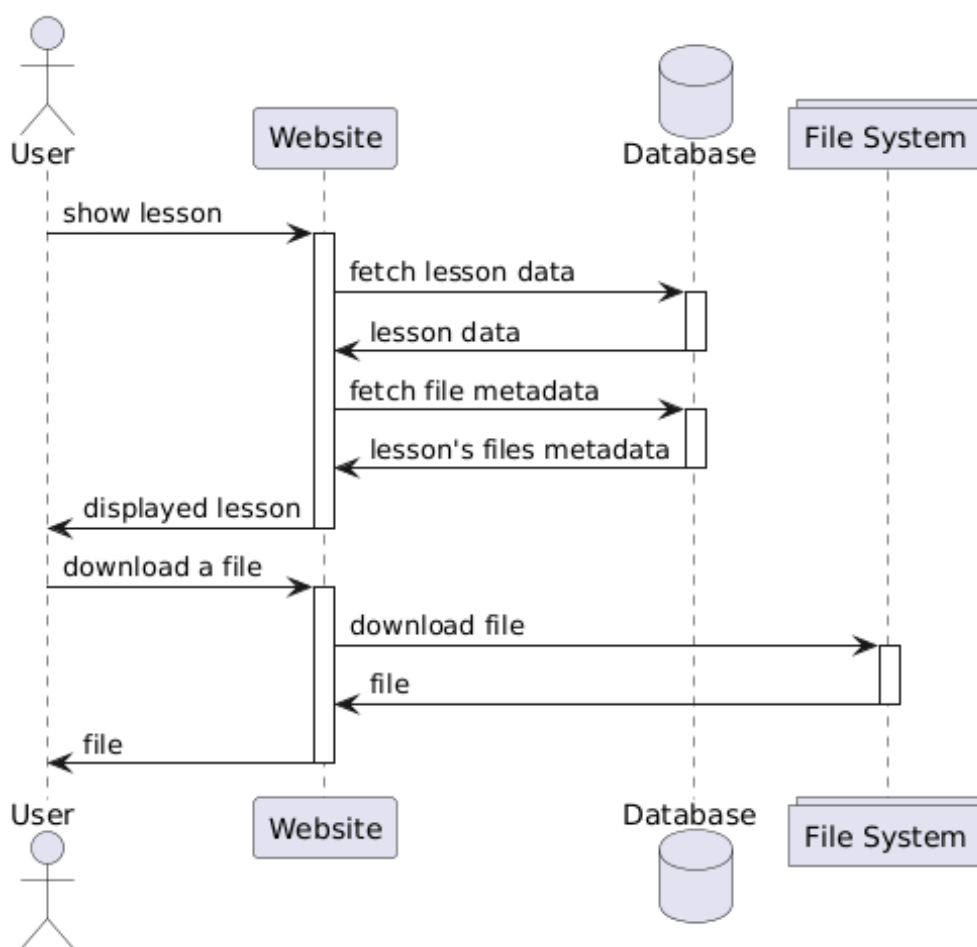 User
Website
Database
File System
show lesson
fetch lesson data
lesson data
fetch file metadata
lesson's files metadata
displayed lesson
download a file
download file
file
file
User
Website
Database
File System